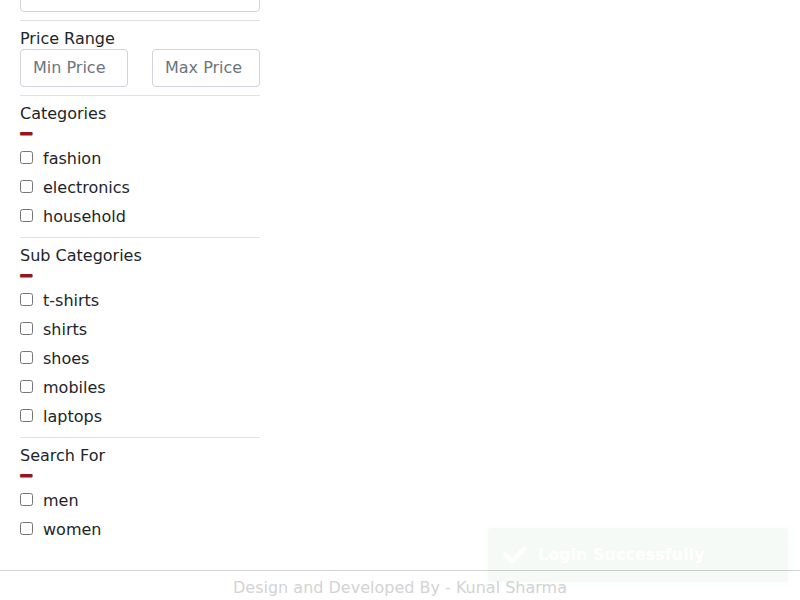 Price Range
Min Price Max Price
Categories
fashion
electronics
household
Sub Categories
t-shirts
shirts
shoes
mobiles
laptops
Search For
men
women
Login Successfully
Design and Developed By - Kunal Sharma